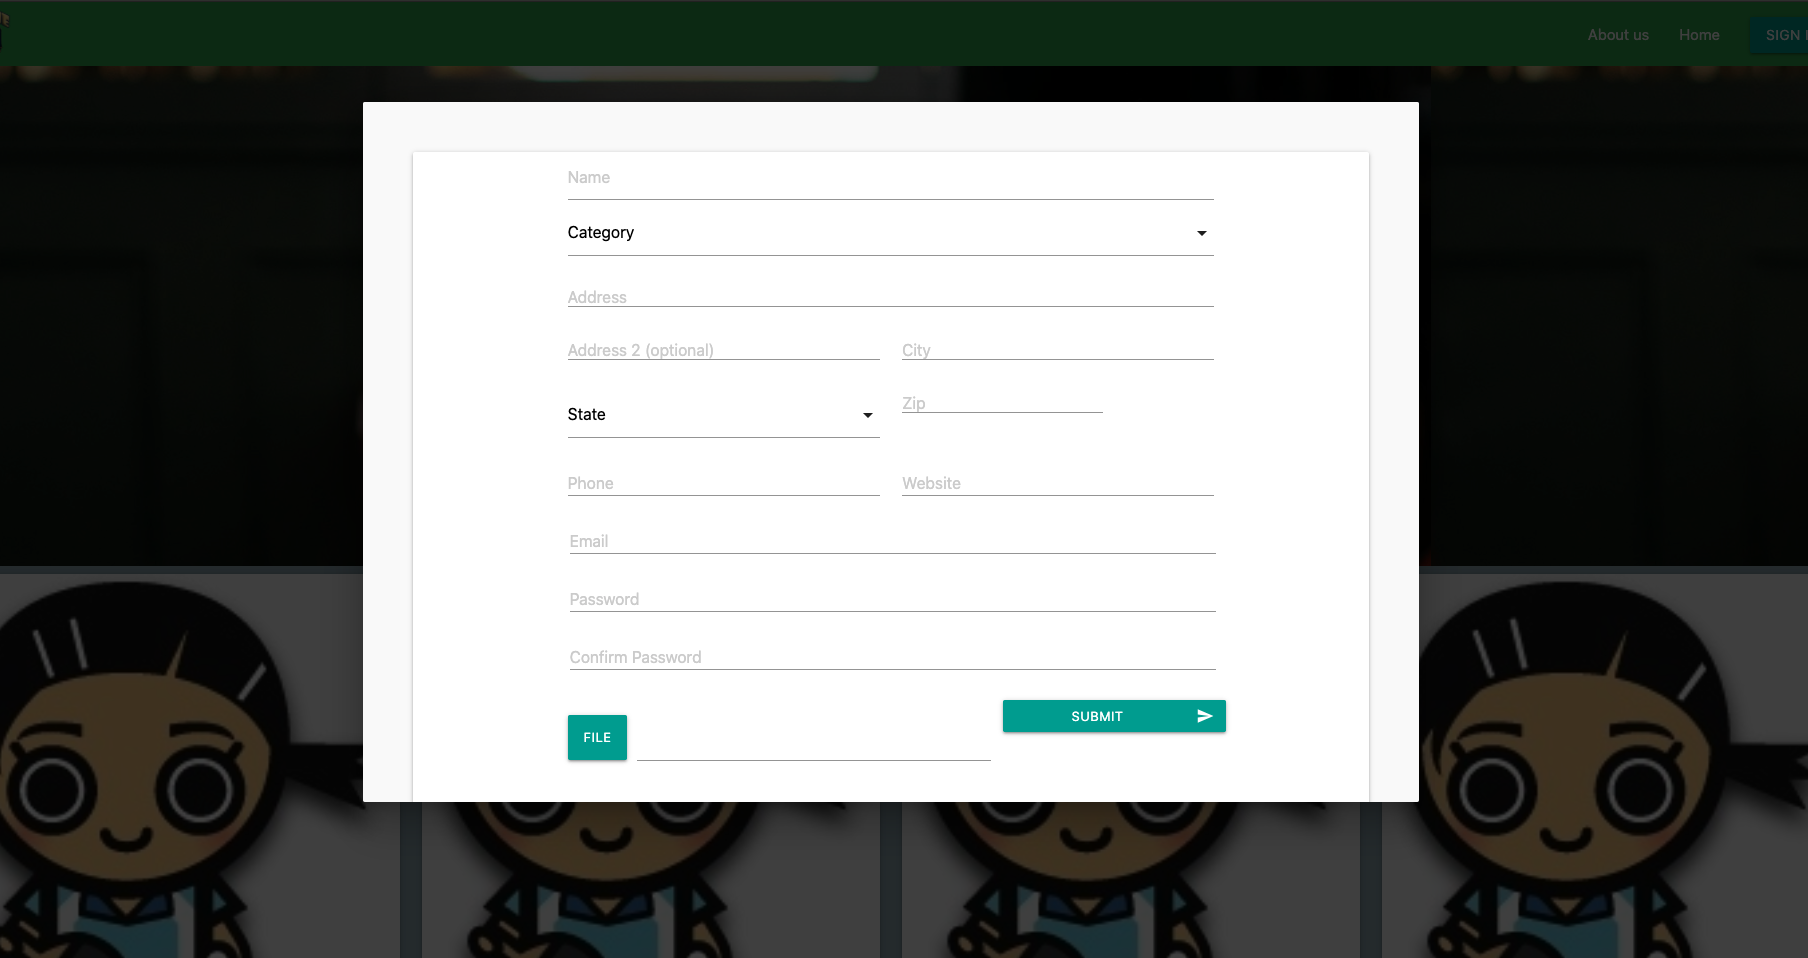 About us Home SIGN
Name
Category
Address
Address 2 (optional) City
State Zip
Phone Website
Email
Password
Confirm Password
SUBMIT
FILE